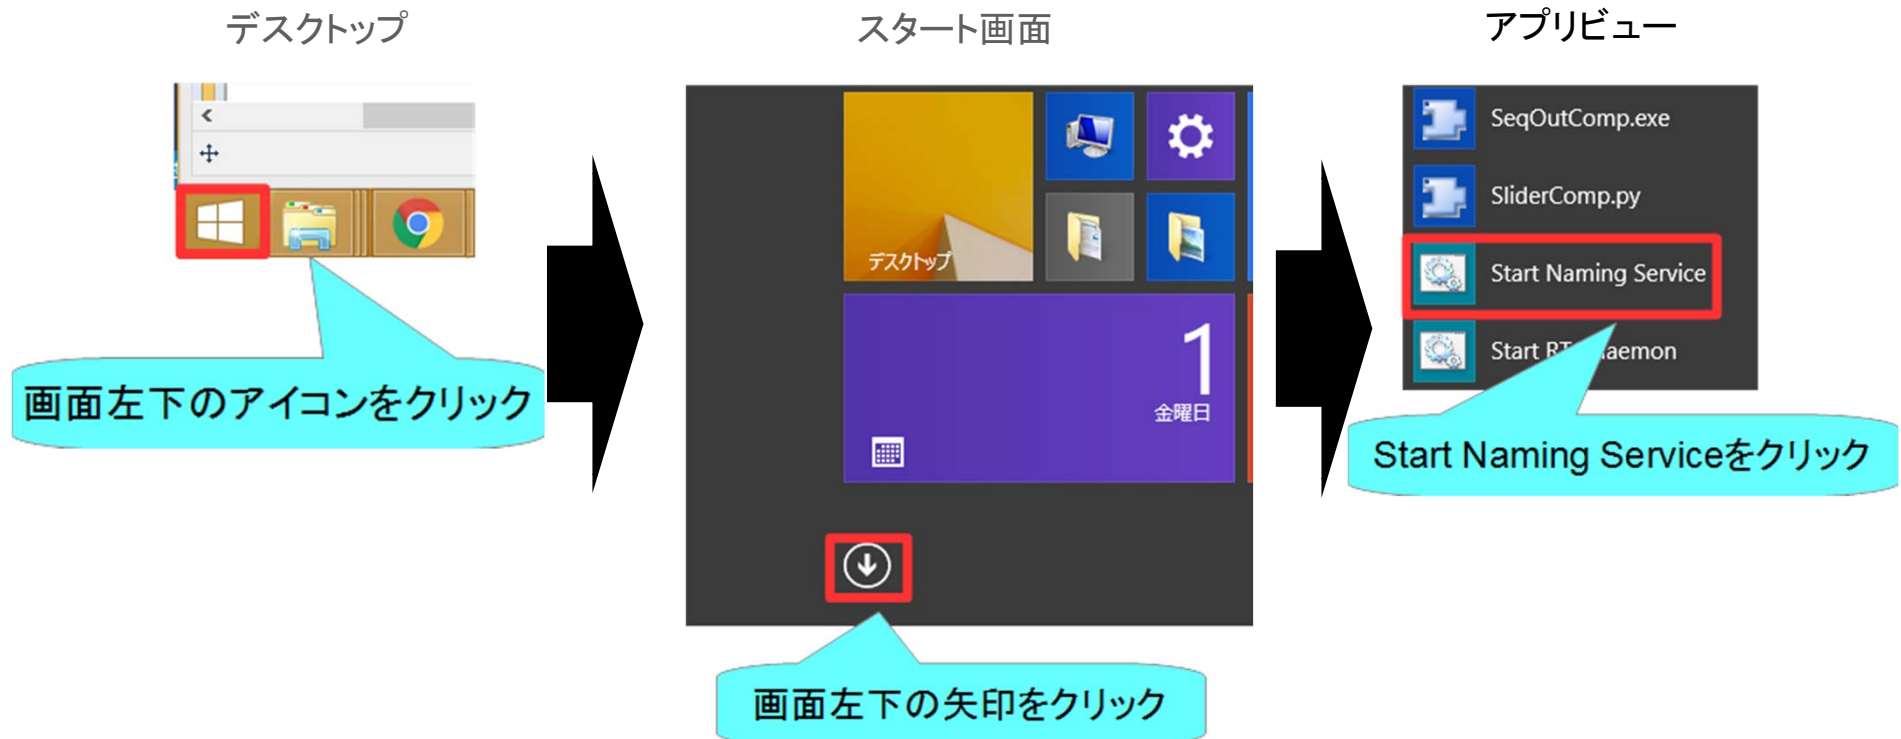 デスクトップ
スタート画面
アプリビュー
画面左下のアイコンをクリック
デスクトップ
1
金曜日
画面左下の矢印をクリック
SeqOutComp.exe
SliderComp.py
Start Naming Service
Start
aemon
Start Naming Serviceをクリック